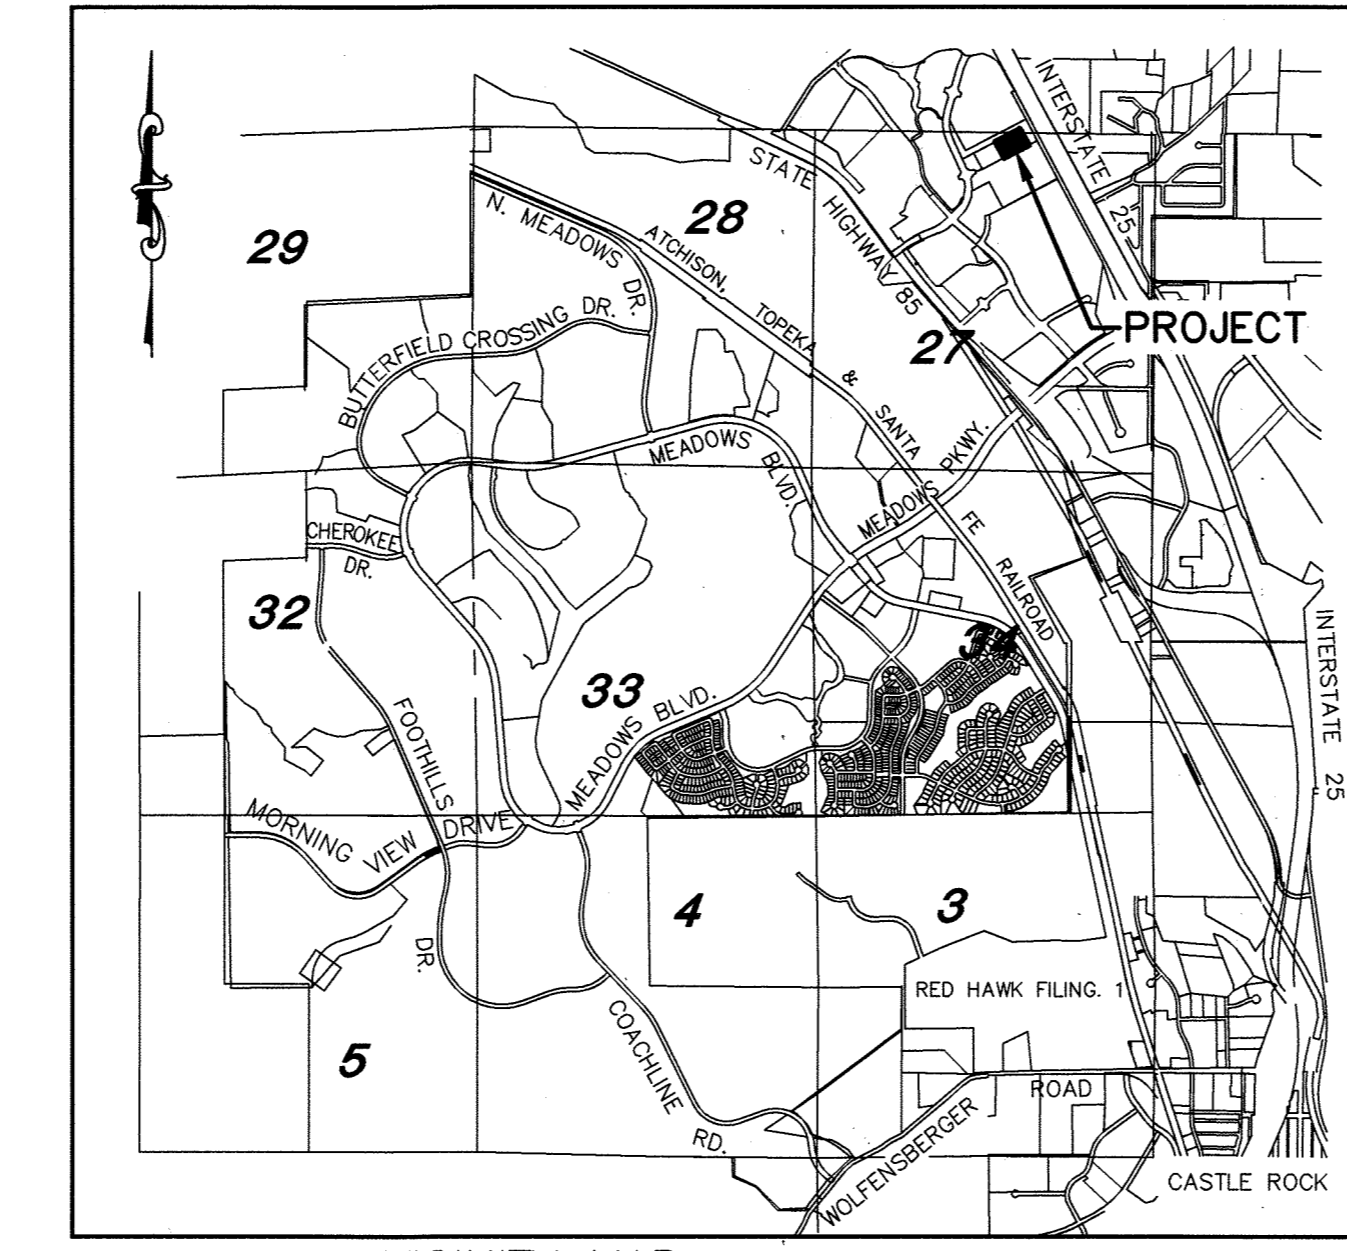 INTERSTATE 25
STATE HIGHWAY 85
28
29
N. MEADOWS DR.
ATCHISON, TOPEKA & SANTA FE RAILROAD
27
PROJECT
BUTTERFIELD CROSSING DR.
MEADOWS BLVD.
MEADOWS PKWY.
CHEROKEE DR.
32
34
33
MEADOWS BLVD.
INTERSTATE 25
FOOTHILLS DR.
MORNING VIEW DRIVE
4
3
RED HAWK FILING. 1
5
COACHLINE RD.
WOLFENSBERGER ROAD
CASTLE ROCK